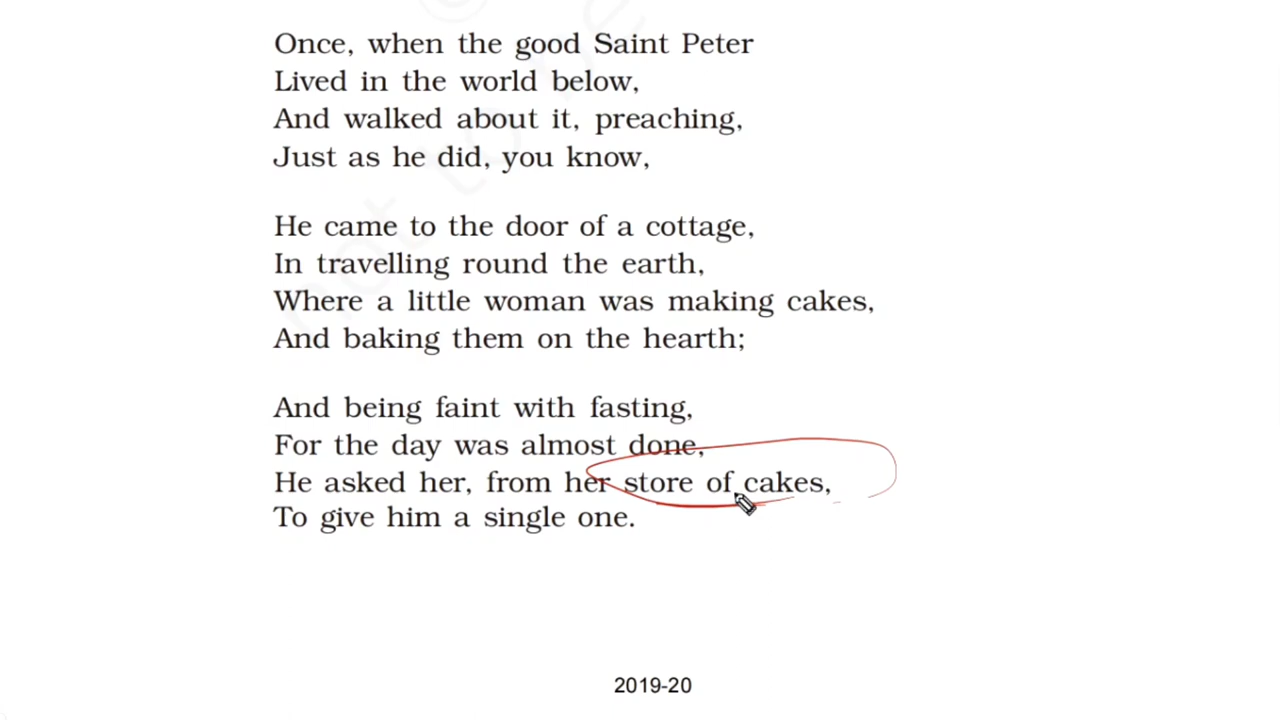 Once, when the good Saint Peter
Lived in the world below,
And walked about it, preaching,
Just as he did, you know,
He came to the door of a cottage,
In travelling round the earth,
Where a little woman was making cakes,
And baking them on the hearth;
And being faint with fasting,
For the day was almost done,
He asked her, from her store of cakes,
To give him a single one.
2019-20